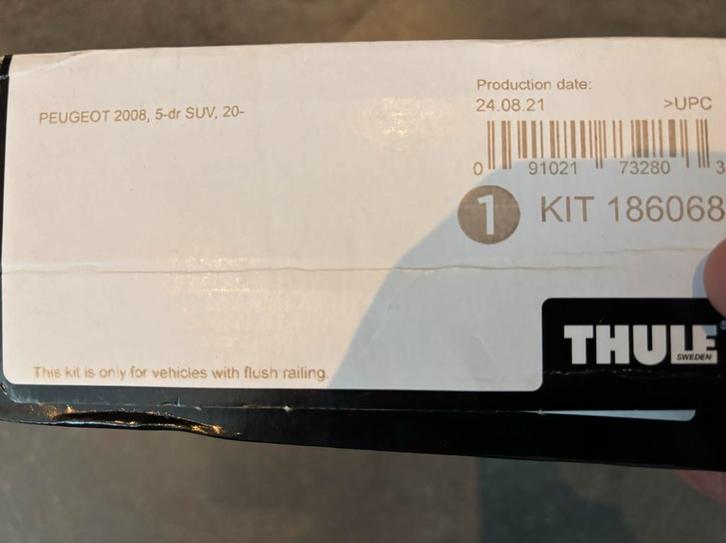 PEUGEOT 2008, 5-dr SUV, 20-
Production date:
24.08.21 >UPC
0 91021 73280 3
1 KIT 186068
THULE®
SWEDEN
This kit is only for vehicles with flush railing.